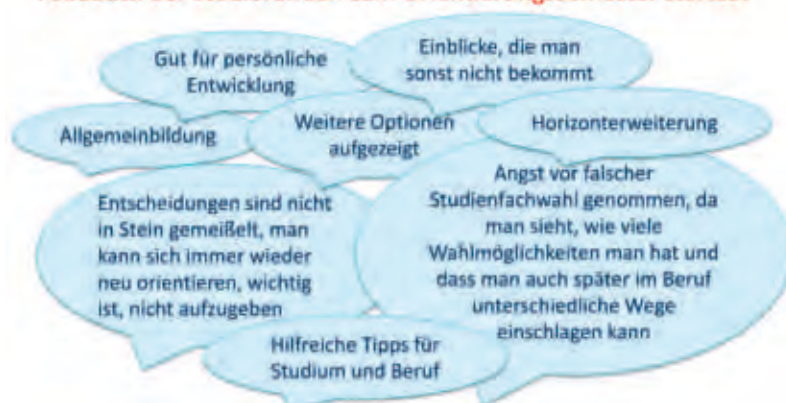 Gut für persönliche
Entwicklung
Einblicke, die man
sonst nicht bekommt
Allgemeinbildung
Weitere Optionen
aufgezeigt
Horizonterweiterung
Entscheidungen sind nicht
in Stein gemeißelt, man
kann sich immer wieder
neu orientieren, wichtig
ist, nicht aufzugeben
Angst vor falscher
Studienfachwahl genommen, da
man sieht, wie viele
Wahlmöglichkeiten man hat und
dass man auch später im Beruf
unterschiedliche Wege
einschlagen kann
Hilfreiche Tipps für
Studium und Beruf